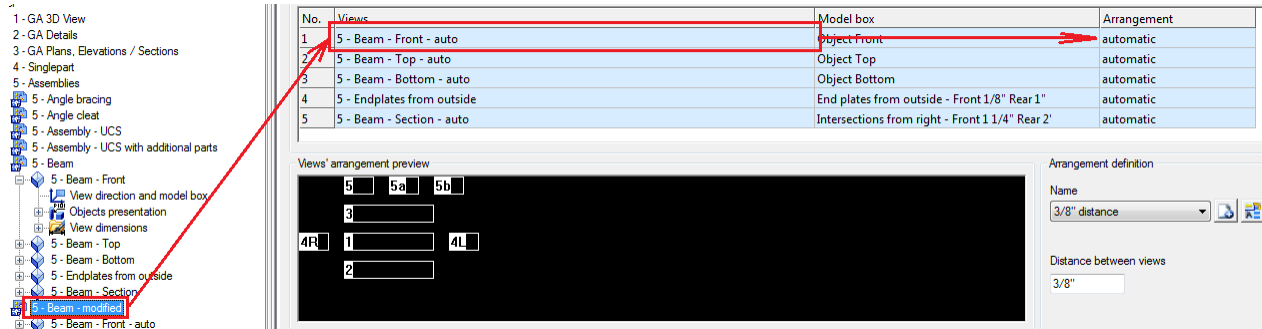 1 - GA 3D View
2 - GA Details
3 - GA Plans, Elevations / Sections
4 - Singlepart
5 - Assemblies
5 - Angle bracing
5 - Angle cleat
5 - Assembly - UCS
5 - Assembly - UCS with additional parts
5 - Beam
5 - Beam - Front
View direction and model box
Objects presentation
View dimensions
5 - Beam - Top
5 - Beam - Bottom
5 - Endplates from outside
5 - Beam - Section
5 - Beam - modified
5 - Beam - Front - auto
No. Views Model box Arrangement
1 5 - Beam - Front - auto Object Front automatic
2 5 - Beam - Top - auto Object Top automatic
3 5 - Beam - Bottom - auto Object Bottom automatic
4 5 - Endplates from outside End plates from outside - Front 1/8" Rear 1" automatic
5 5 - Beam - Section - auto Intersections from right - Front 1 1/4" Rear 2' automatic
Views' arrangement preview
5 5a 5b
3
4R 1 4L
2
Arrangement definition
Name
3/8" distance
Distance between views
3/8"